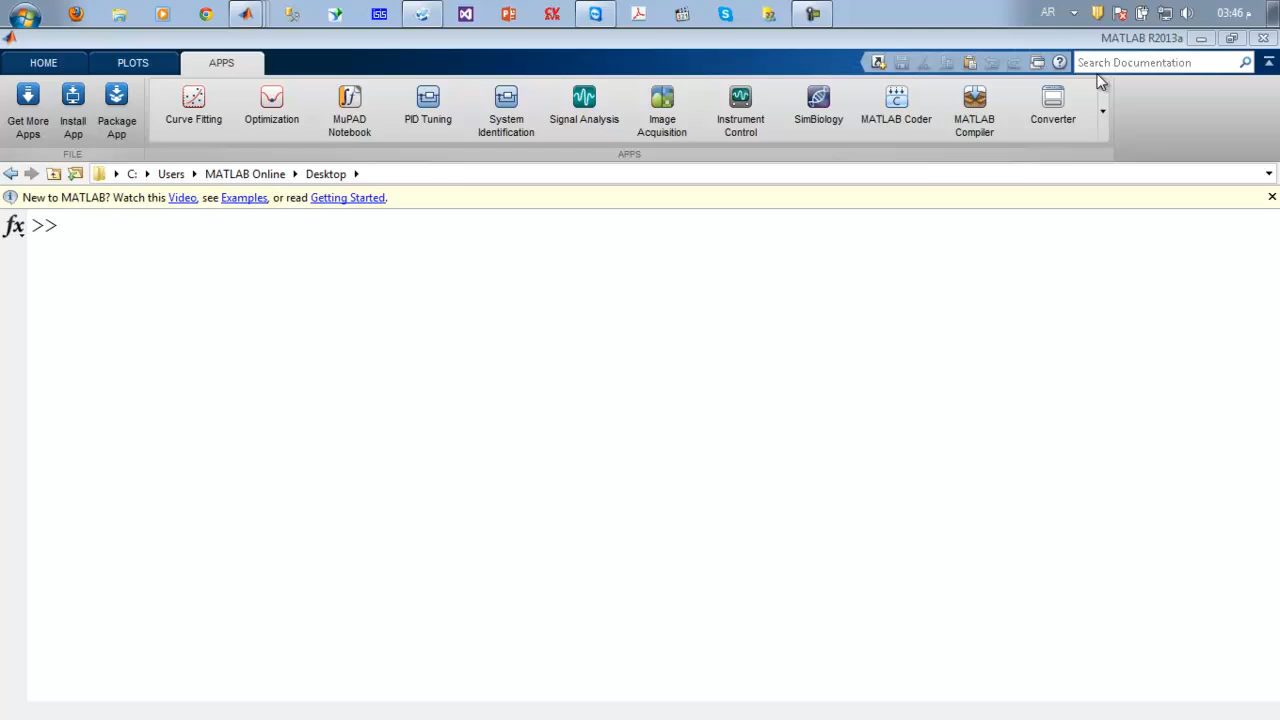 AR
03:46 م
MATLAB R2013a
HOME
PLOTS
APPS
Search Documentation
Get More Apps
Install App
Package App
Curve Fitting
Optimization
MuPAD Notebook
PID Tuning
System Identification
Signal Analysis
Image Acquisition
Instrument Control
SimBiology
MATLAB Coder
MATLAB Compiler
Converter
FILE
APPS
C: Users MATLAB Online Desktop
New to MATLAB? Watch this Video, see Examples, or read Getting Started.
fx >>